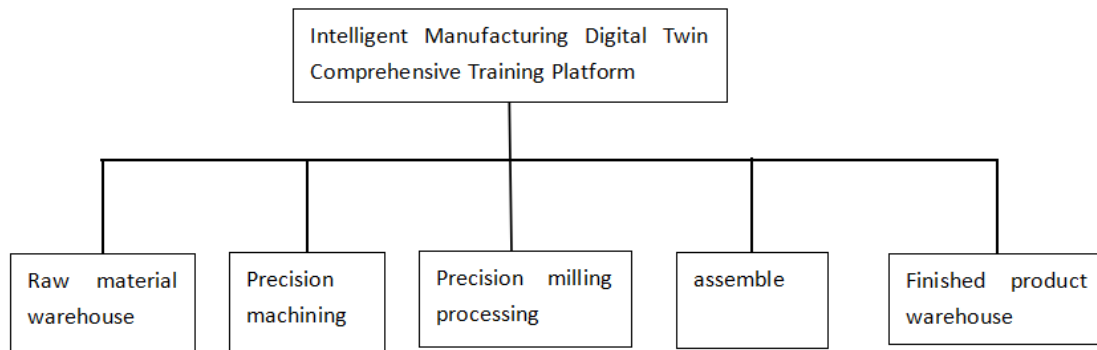 Intelligent Manufacturing Digital Twin
Comprehensive Training Platform
Raw material
warehouse
Precision
machining
Precision milling
processing
assemble
Finished product
warehouse